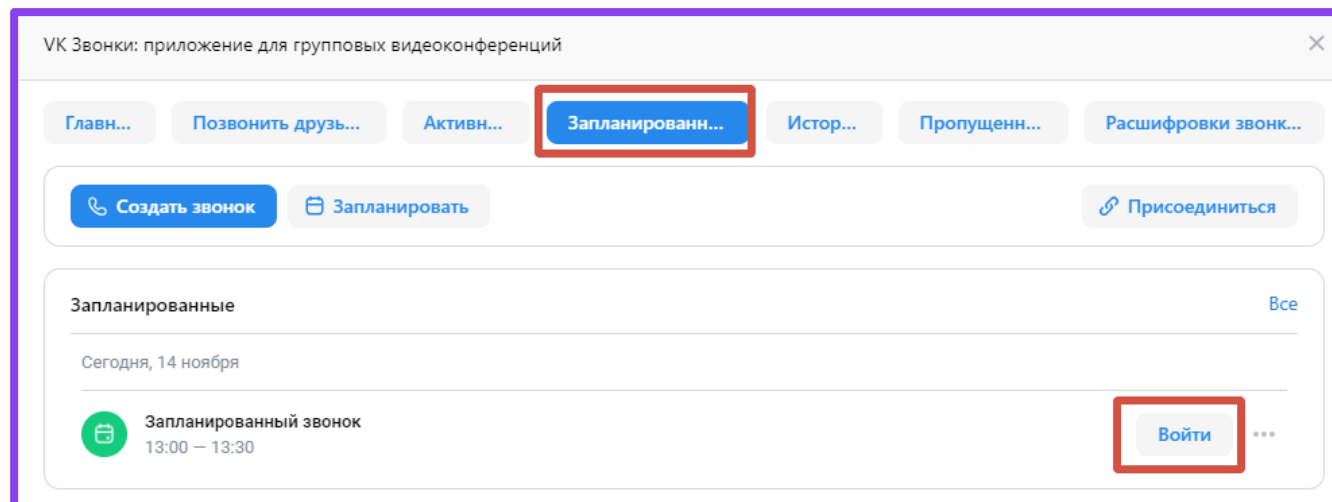 VK Звонки: приложение для групповых видеоконференций
Главн... Позвонить друзь... Активн... Запланированн... Истор... Пропущенн... Расшифровки звонк...
Создать звонок Запланировать Присоединиться
Запланированные Все
Сегодня, 14 ноября
Запланированный звонок
13:00 — 13:30 Войти